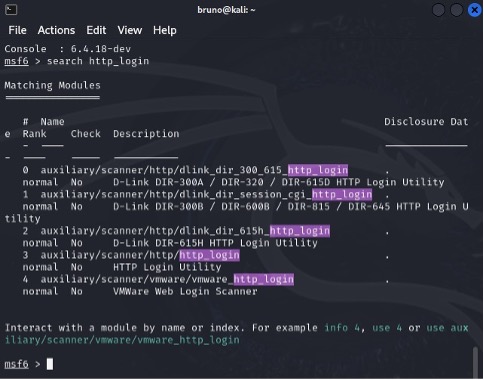 bruno@kali: ~
File Actions Edit View Help
Console : 6.4.18-dev
msf6 > search http_login
Matching Modules
================
# Name Disclosure Dat
e Rank Check Description
- ---- --------------
- ---- ----- -----------
0 auxiliary/scanner/http/dlink_dir_300_615_http_login .
normal No D-Link DIR-300A / DIR-320 / DIR-615D HTTP Login Utility
1 auxiliary/scanner/http/dlink_dir_session_cgi_http_login .
normal No D-Link DIR-300B / DIR-600B / DIR-815 / DIR-645 HTTP Login U
tility
2 auxiliary/scanner/http/dlink_dir_615h_http_login .
normal No D-Link DIR-615H HTTP Login Utility
3 auxiliary/scanner/http/http_login .
normal No HTTP Login Utility
4 auxiliary/scanner/vmware/vmware_http_login .
normal No VMWare Web Login Scanner
Interact with a module by name or index. For example info 4, use 4 or use aux
iliary/scanner/vmware/vmware_http_login
msf6 >